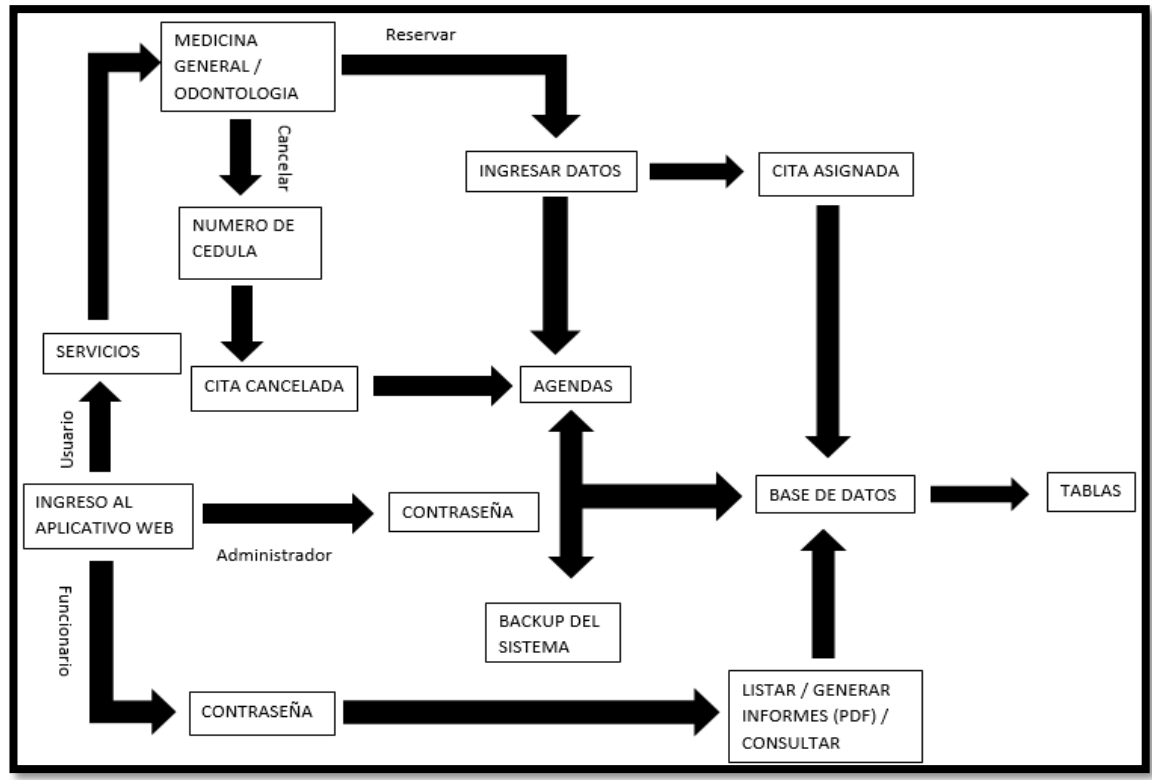 MEDICINA
GENERAL /
ODONTOLOGIA
Reservar
Cancelar
INGRESAR DATOS
CITA ASIGNADA
NUMERO DE
CEDULA
SERVICIOS
CITA CANCELADA
AGENDAS
Usuario
INGRESO AL
APLICATIVO WEB
CONTRASEÑA
BASE DE DATOS
TABLAS
Administrador
Funcionario
BACKUP DEL
SISTEMA
CONTRASEÑA
LISTAR / GENERAR
INFORMES (PDF) /
CONSULTAR